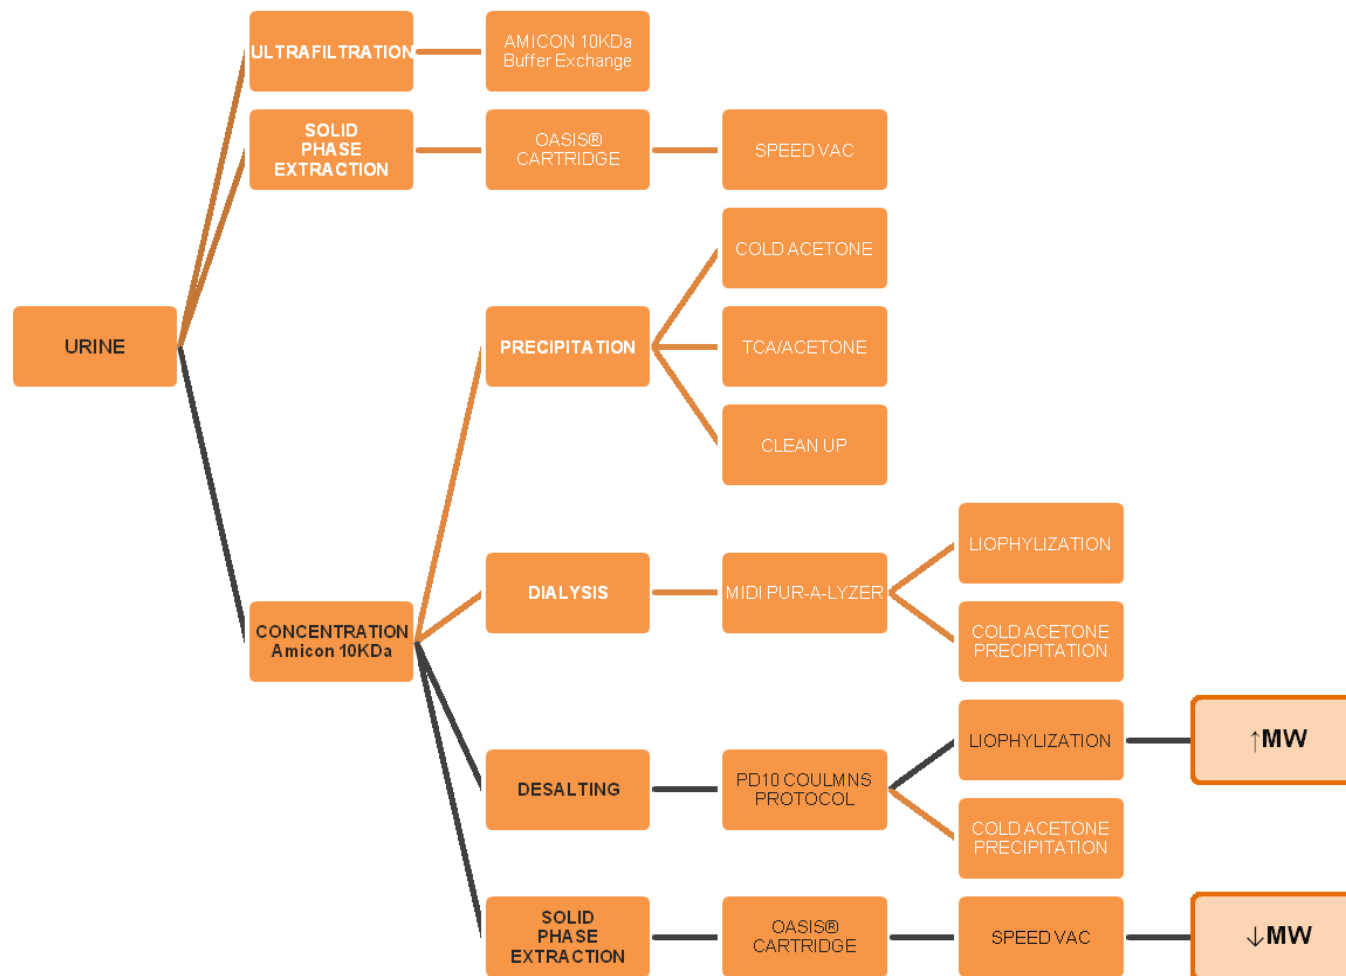 ULTRAFILTRATION
AMICON 10KDa
Buffer Exchange
SOLID
PHASE
EXTRACTION
OASIS®
CARTRIDGE
SPEED VAC
COLD ACETONE
URINE
PRECIPITATION
TCA/ACETONE
CLEAN UP
LIOPHYLIZATION
DIALYSIS
MIDI PUR-A-LYZER
CONCENTRATION
Amicon 10KDa
COLD ACETONE
PRECIPITATION
LIOPHYLIZATION
↑MW
DESALTING
PD10 COULMNS
PROTOCOL
COLD ACETONE
PRECIPITATION
SOLID
PHASE
EXTRACTION
OASIS®
CARTRIDGE
SPEED VAC
↓MW